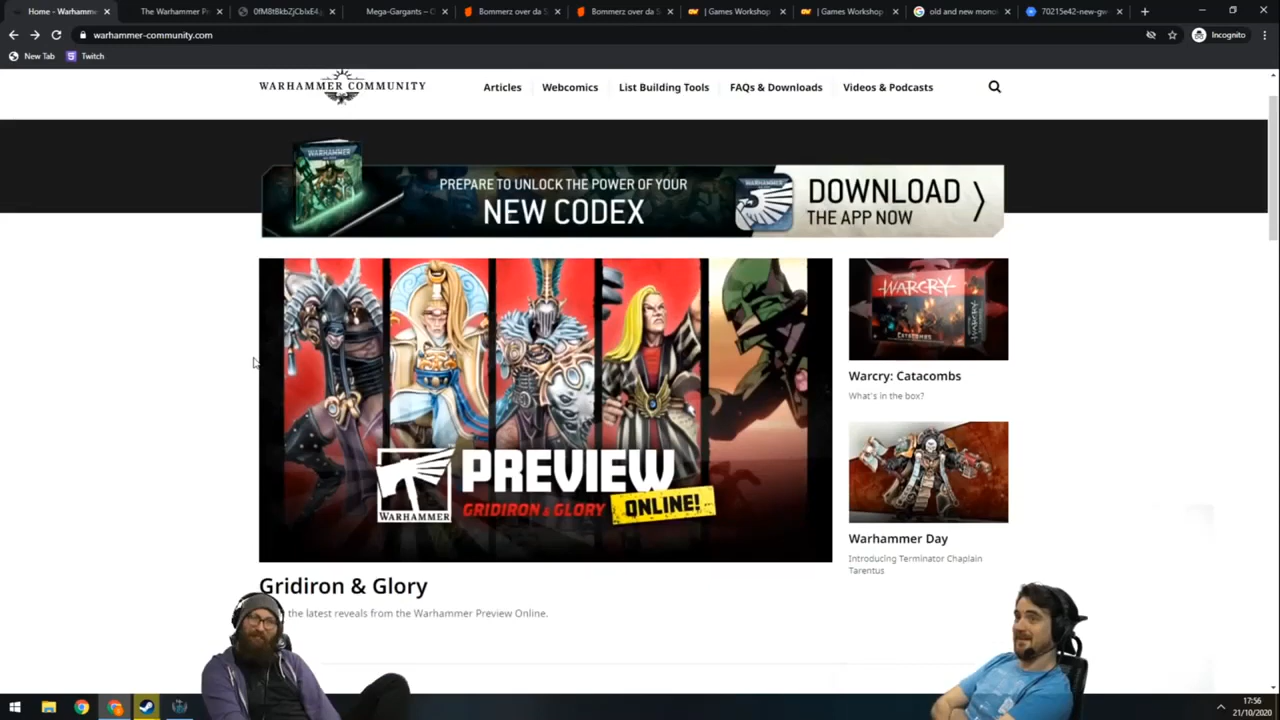 Home - Warhamm
The Warhammer Pr
0fM8tBkbZjCbIxE4
Mega-Gargants – C
Bommerz over da S
Bommerz over da S
| Games Workshop
| Games Workshop
old and new mono
70215e42-new-gw
warhammer-community.com
Incognito
New Tab
Twitch
WARHAMMER COMMUNITY
Articles
Webcomics
List Building Tools
FAQs & Downloads
Videos & Podcasts
WARHAMMER
PREPARE TO UNLOCK THE POWER OF YOUR
NEW CODEX
DOWNLOAD
THE APP NOW
WARCRY
CATACOMBS
PREVIEW
GRIDIRON & GLORY
ONLINE!
WARHAMMER
Warcry: Catacombs
What's in the box?
Warhammer Day
Introducing Terminator Chaplain
Tarentus
Gridiron & Glory
the latest reveals from the Warhammer Preview Online.
17:56
21/10/2020